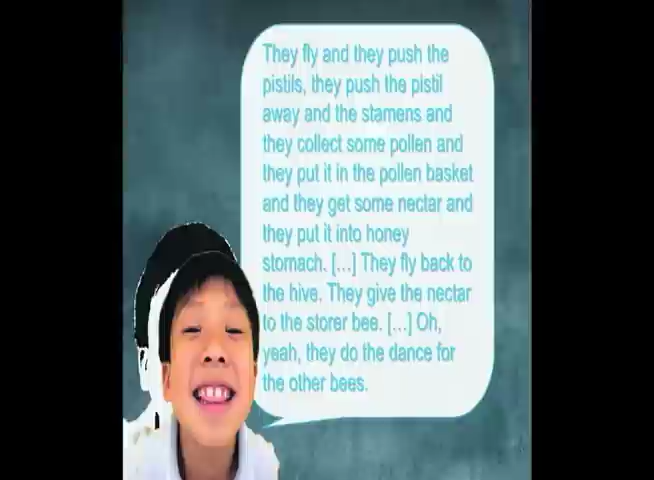 They fly and they push the
pistils, they push the pistil
away and the stamens and
they collect some pollen and
they put it in the pollen basket
and they get some nectar and
they put it into honey
stomach. [...] They fly back to
the hive. They give the nectar
to the storer bee. [...] Oh,
yeah, they do the dance for
the other bees.